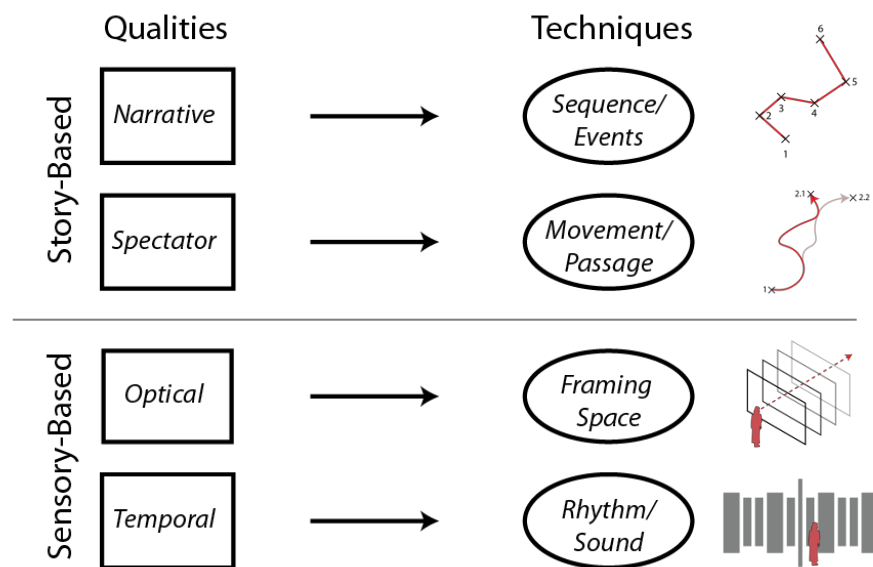 Qualities
Techniques
Story-Based
Narrative
Sequence/
Events
1
2
3
4
5
6
Spectator
Movement/
Passage
1
2.1
2.2
Sensory-Based
Optical
Framing
Space
Temporal
Rhythm/
Sound